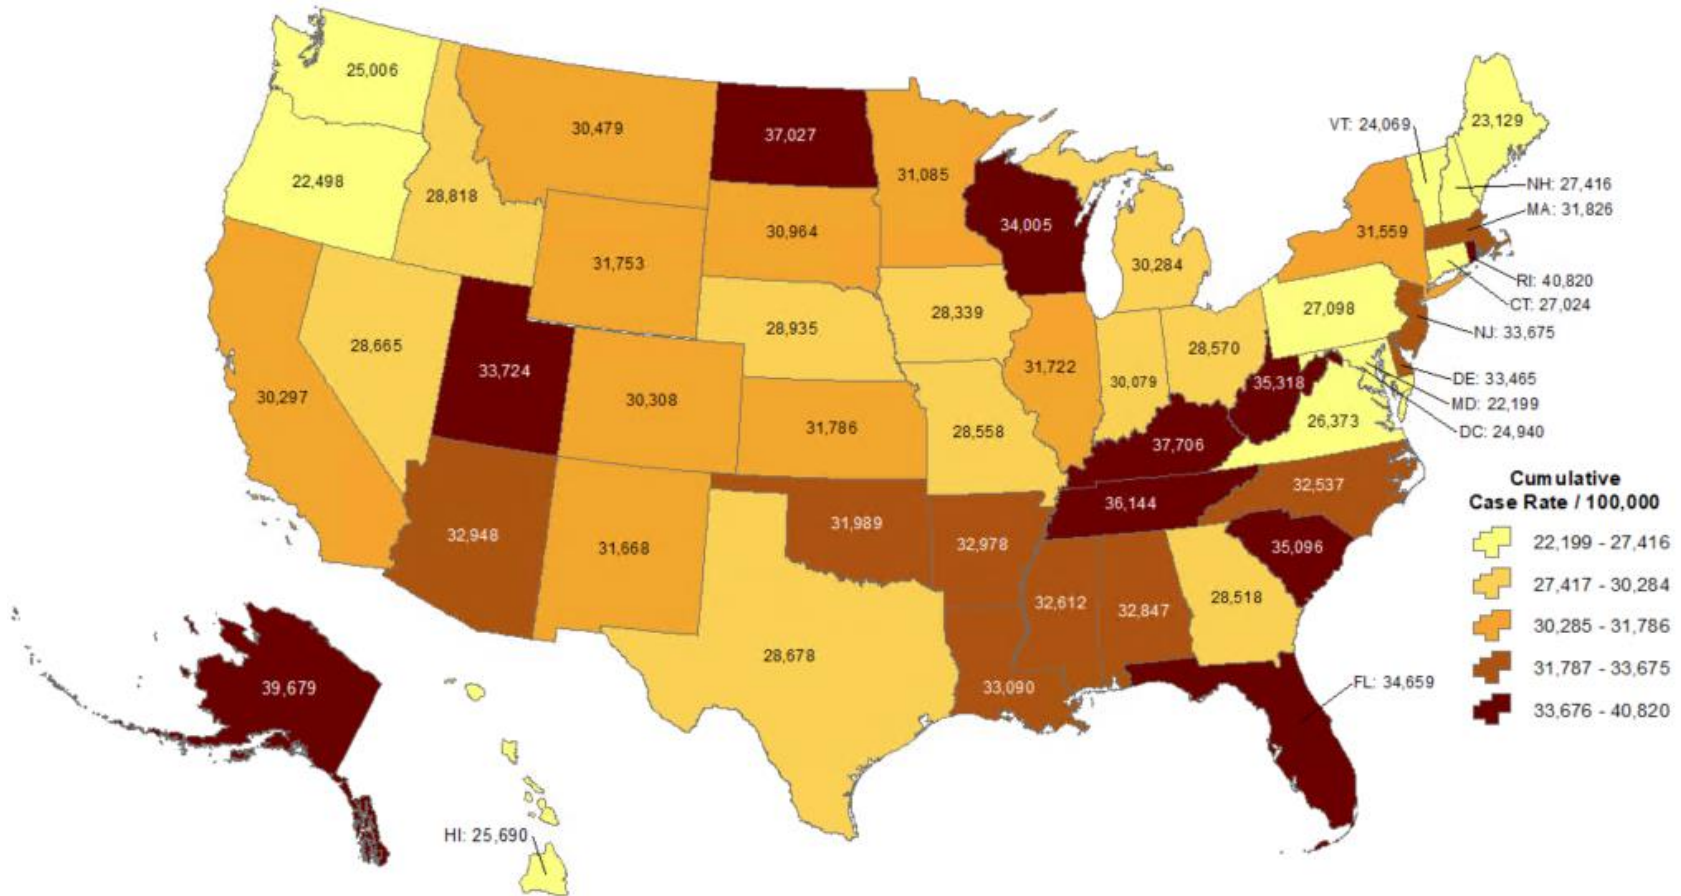 25,006
30,479
37,027
VT: 24,069
23,129
22,498
28,818
31,085
NH: 27,416
MA: 31,826
34,005
31,559
30,964
31,753
30,284
RI: 40,820
CT: 27,024
28,935
28,339
27,098
NJ: 33,675
28,665
28,570
33,724
31,722
30,079
35,318
DE: 33,465
30,297
30,308
MD: 22,199
31,786
28,558
26,373
DC: 24,940
37,706
Cumulative
Case Rate / 100,000
32,537
36,144
31,989
32,948
31,668
32,978
35,096
22,199 - 27,416
27,417 - 30,284
32,612
32,847
28,518
30,285 - 31,786
28,678
31,787 - 33,675
39,679
33,090
FL: 34,659
33,676 - 40,820
HI: 25,690